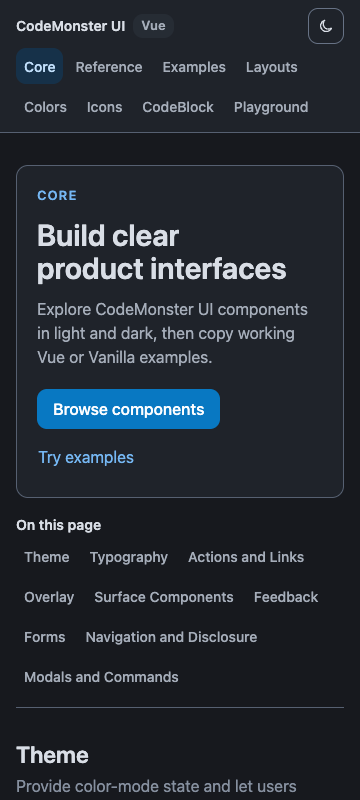 CodeMonster UI Vue
Core Reference Examples Layouts
Colors Icons CodeBlock Playground
CORE
Build clear
product interfaces
Explore CodeMonster UI components
in light and dark, then copy working
Vue or Vanilla examples.
Browse components
Try examples
On this page
Theme Typography Actions and Links
Overlay Surface Components Feedback
Forms Navigation and Disclosure
Modals and Commands
Theme
Provide color-mode state and let users